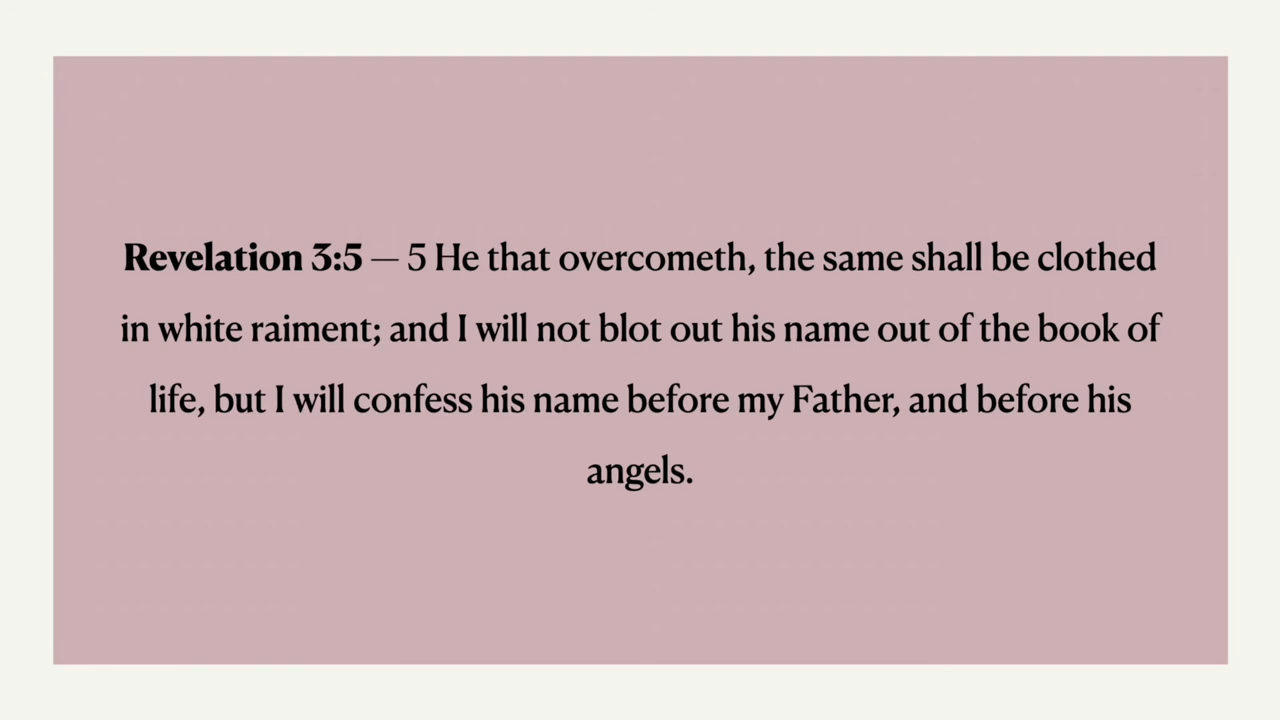 Revelation 3:5 — 5 He that overcometh, the same shall be clothed
in white raiment; and I will not blot out his name out of the book of
life, but I will confess his name before my Father, and before his
angels.